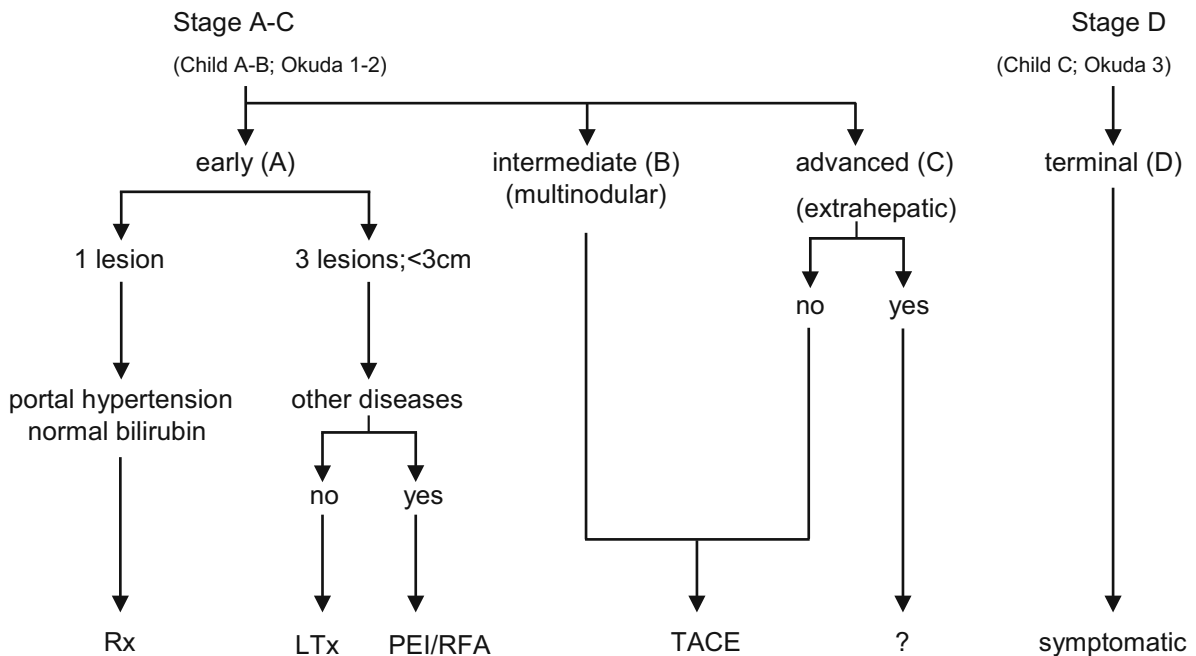 Stage A-C
Stage D
(Child A-B; Okuda 1-2)
(Child C; Okuda 3)
early (A)
intermediate (B)
(multinodular)
advanced (C)
(extrahepatic)
terminal (D)
1 lesion
3 lesions;<3cm
no
yes
portal hypertension
normal bilirubin
other diseases
no
yes
Rx
LTx
PEI/RFA
TACE
?
symptomatic